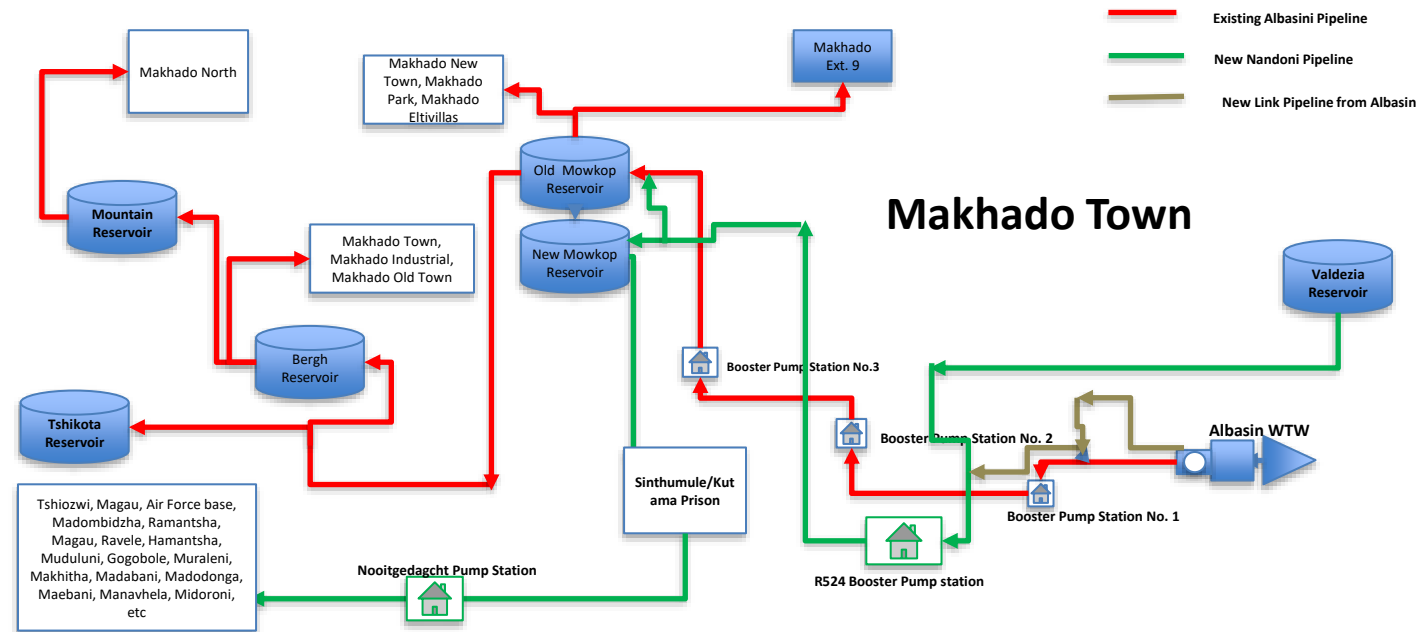 Existing Albasini Pipeline
New Nandoni Pipeline
New Link Pipeline from Albasin
Makhado North
Makhado New
Town, Makhado
Park, Makhado
Eltivillas
Makhado
Ext. 9
Old Mowkop
Reservoir
Makhado Town
Mountain
Reservoir
New Mowkop
Reservoir
Makhado Town,
Makhado Industrial,
Makhado Old Town
Valdezia
Reservoir
Bergh
Reservoir
Booster Pump Station No.3
Tshikota
Reservoir
Booster Pump Station No. 2
Albasin WTW
Sinthumule/Kut
ama Prison
Booster Pump Station No. 1
Tshiozwi, Magau, Air Force base,
Madombidzha, Ramantsha,
Magau, Ravele, Hamantsha,
Muduluni, Gogobole, Muraleni,
Makhitha, Madabani, Madodonga,
Maebani, Manavhela, Midoroni,
etc
Nooitgedagcht Pump Station
R524 Booster Pump station